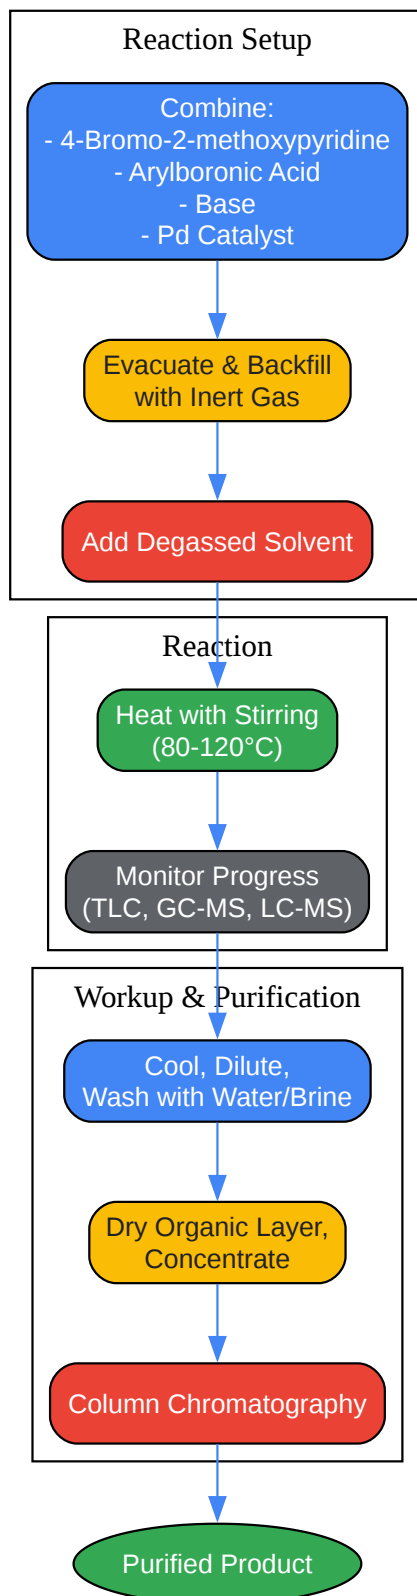 Reaction Setup
Combine:
- 4-Bromo-2-methoxypyridine
- Arylboronic Acid
- Base
- Pd Catalyst
Evacuate & Backfill
with Inert Gas
Add Degassed Solvent
Reaction
Heat with Stirring
(80-120°C)
Monitor Progress
(TLC, GC-MS, LC-MS)
Workup & Purification
Cool, Dilute,
Wash with Water/Brine
Dry Organic Layer,
Concentrate
Column Chromatography
Purified Product